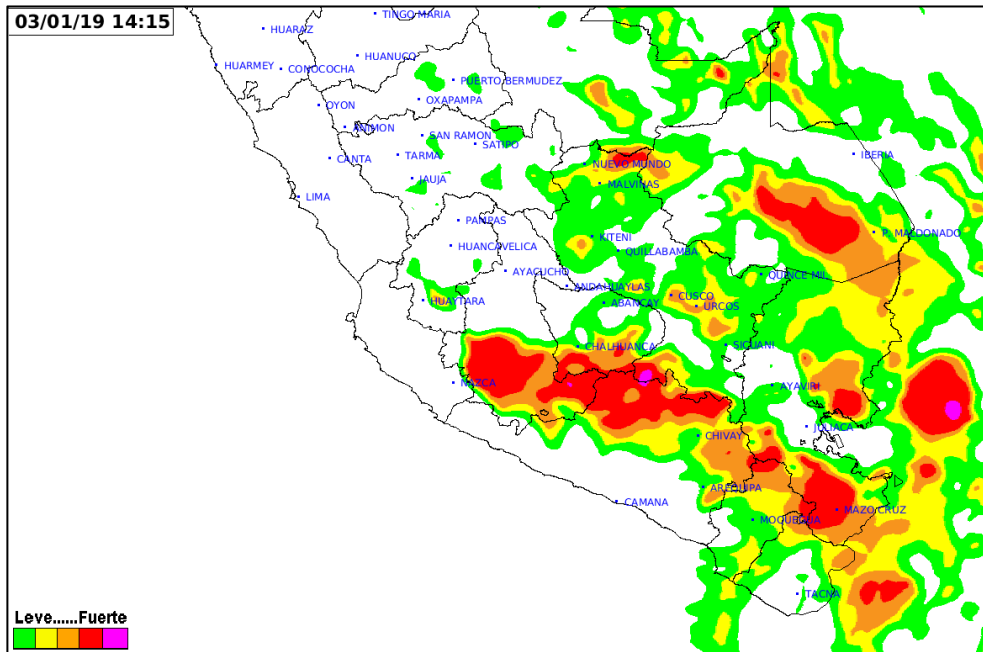 03/01/19 14:15
TINGO MARIA
HUARAZ
HUANUCO
HUARMEY
CONOCOCHA
PUERTO BERMUDEZ
OXAPAMPA
OYON
SAN RAMON
SATIPO
CANTA
TARMA
IBERIA
NUEVO MUNDO
JAUJA
MALVINAS
LIMA
PAMPAS
P. MALDONADO
KITENI
HUANCAVELICA
QUILLABAMBA
AYACUCHO
QUINCE MIL
ANDAHUAYLAS
HUAYTARA
ABANCAY
CUSCO
URCOS
CHALHUANCA
SICUANI
NAZCA
AYAVIRI
JULIACA
CHIVAY
AREQUIPA
CAMANA
MAZO CRUZ
MOQUEGUA
TACNA
Leve......Fuerte